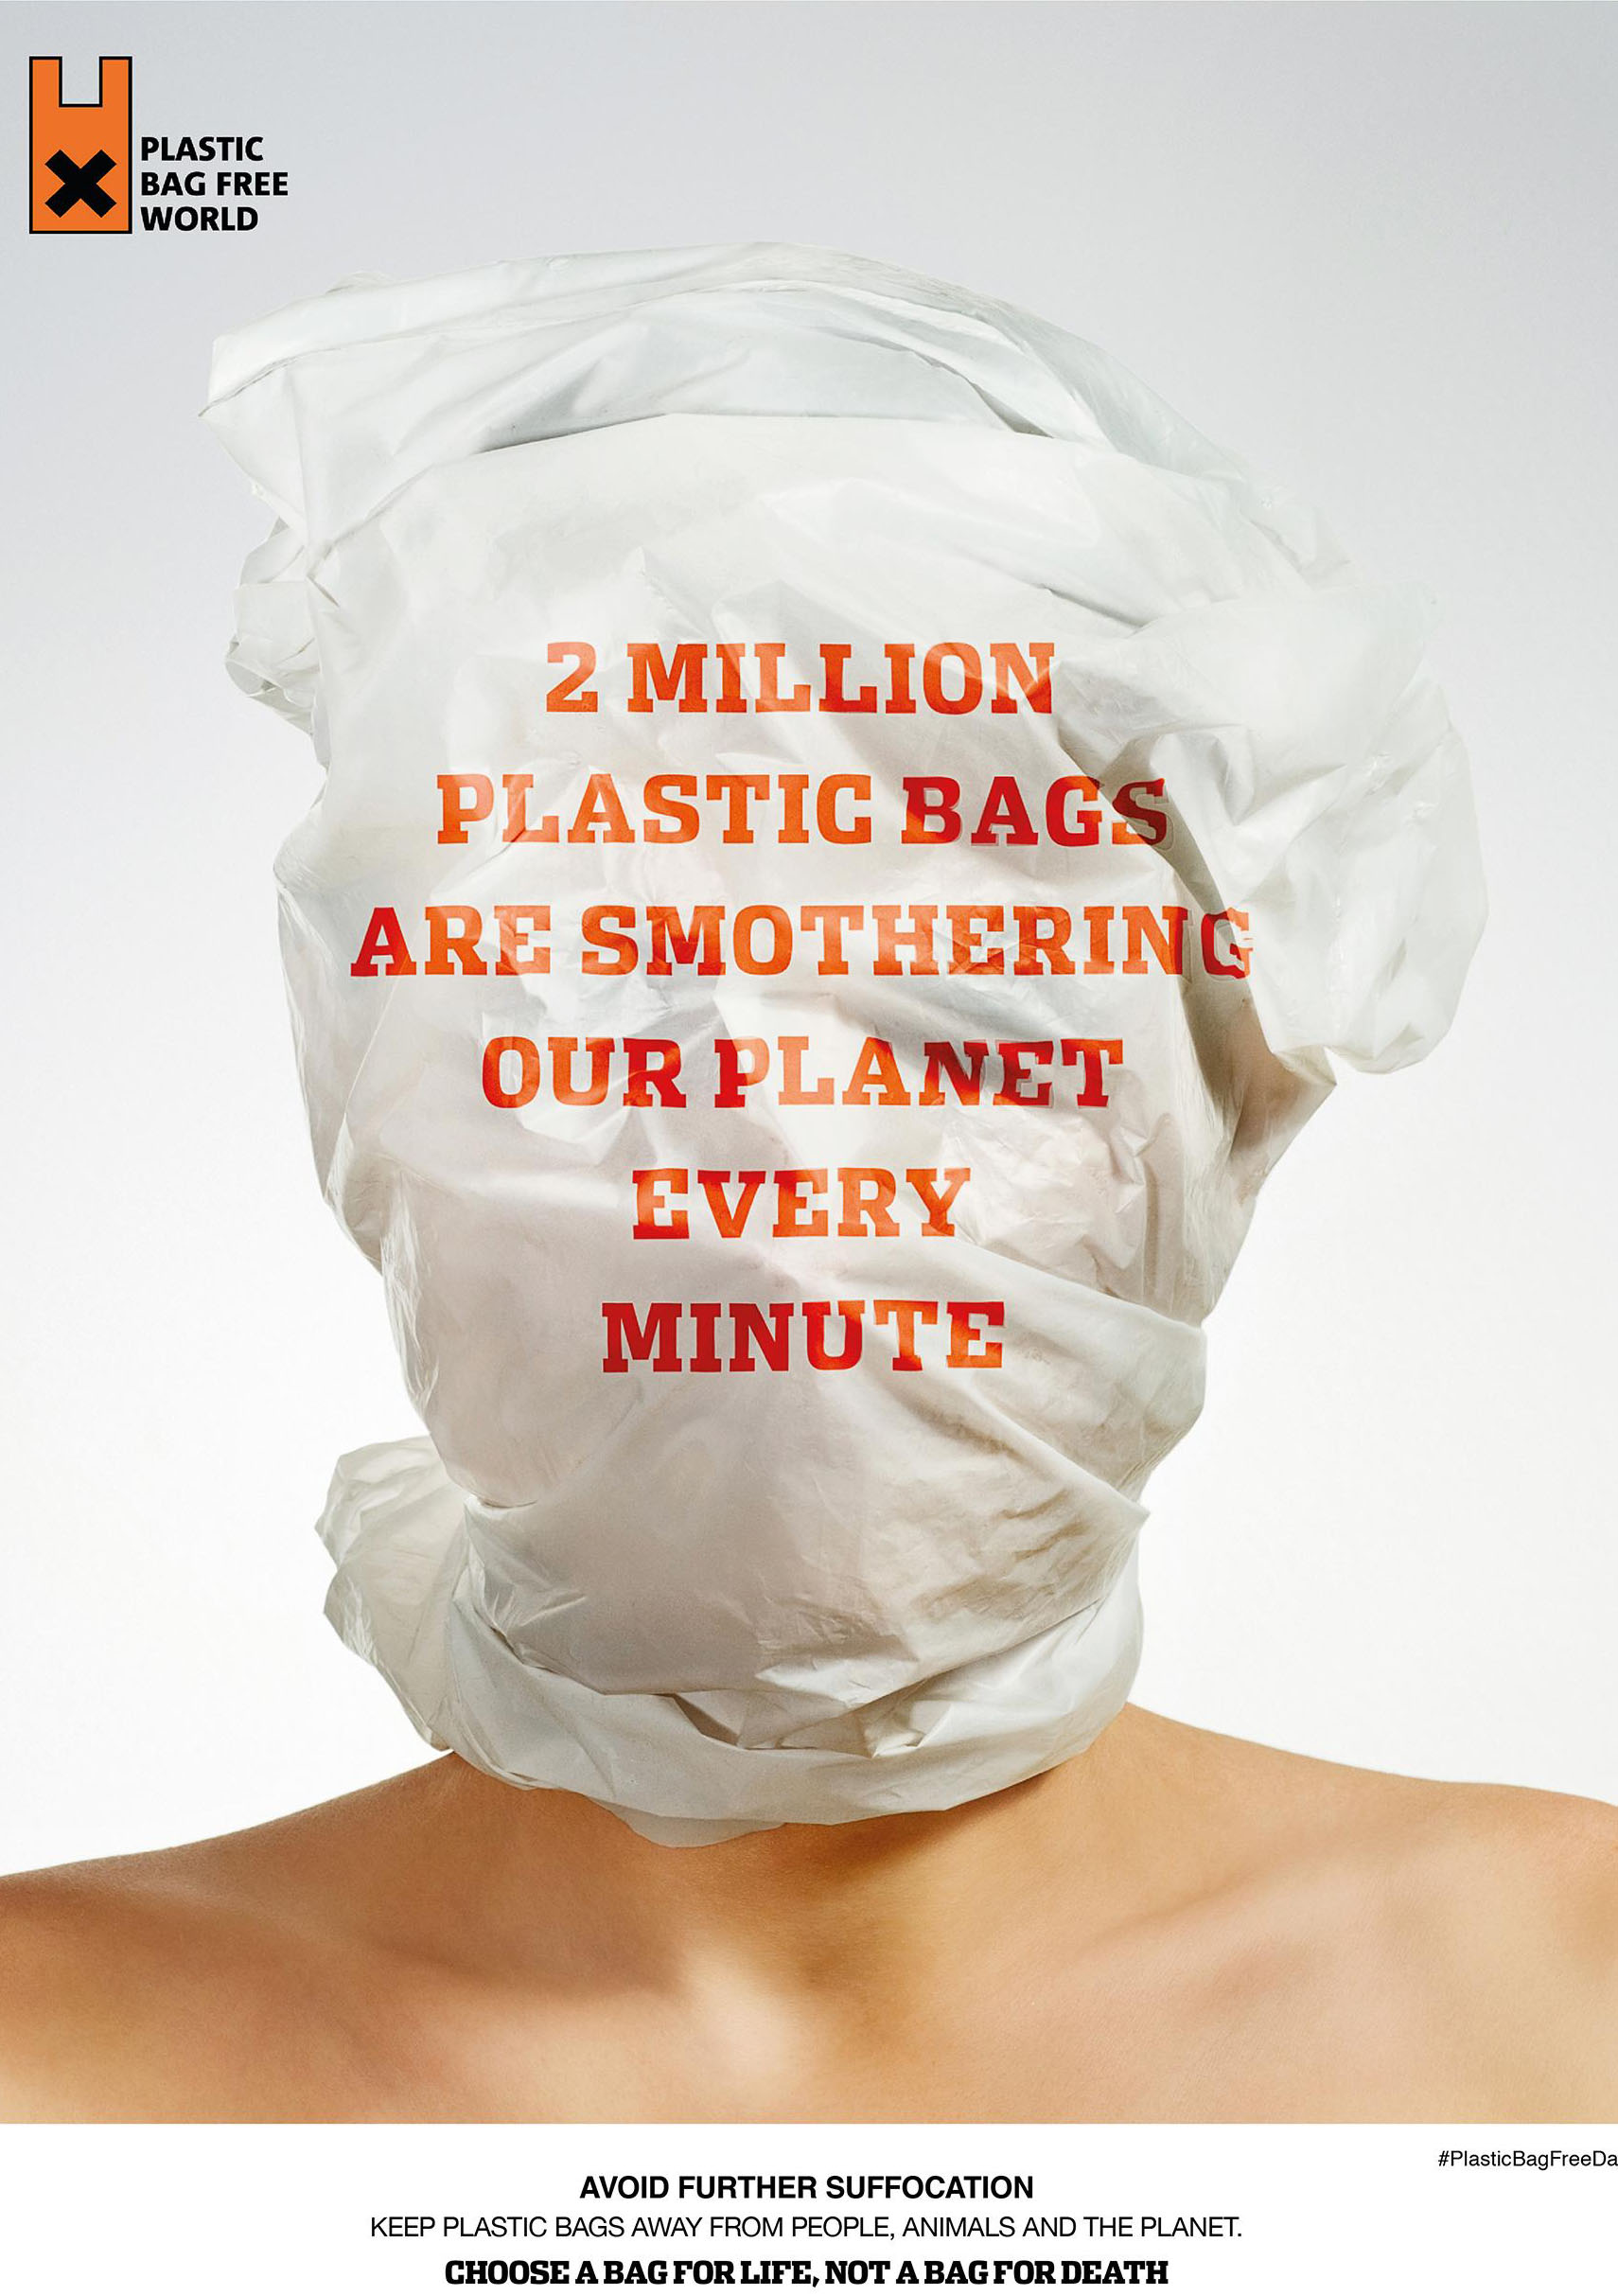 PLASTIC
BAG FREE
WORLD
2 MILLION
PLASTIC BAGS
ARE SMOTHERING
OUR PLANET
EVERY
MINUTE
#PlasticBagFreeDa
AVOID FURTHER SUFFOCATION
KEEP PLASTIC BAGS AWAY FROM PEOPLE, ANIMALS AND THE PLANET.
CHOOSE A BAG FOR LIFE, NOT A BAG FOR DEATH